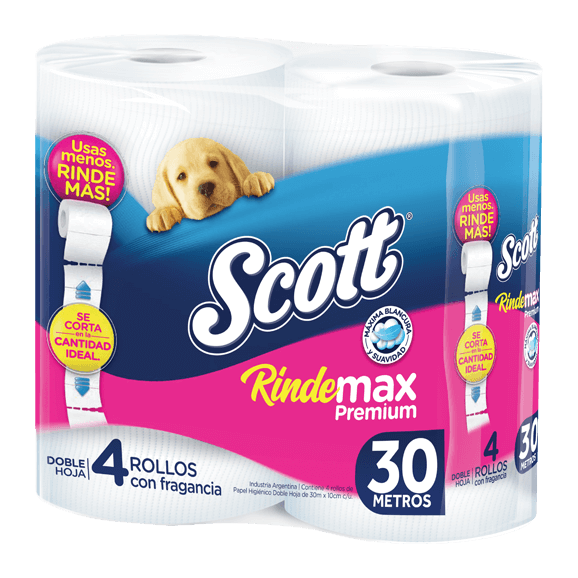 Usas
menos.
RINDE
MÁS!
SE
CORTA
en la
CANTIDAD
IDEAL.
Scott
MÁXIMA BLANCURA
Y SUAVIDAD
Rindemax
Premium
DOBLE
HOJA
4 ROLLOS
con fragancia
Industria Argentina | Contiene 4 rollos de
Papel Higiénico Doble Hoja de 30m x 10cm c/u.
30
METROS
Usas
menos.
RINDE
MÁS!
SE
CORTA
en la
CANTIDAD
IDEAL.
Scott
Rindemax
Premium
DOBLE
HOJA
4
ROLLOS
con fragancia
30
METROS